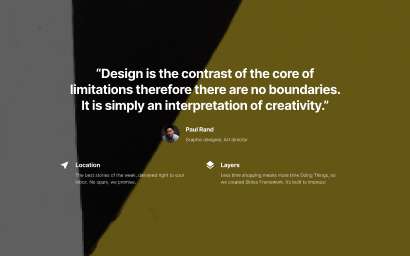 “Design is the contrast of the core of
limitations therefore there are no boundaries.
It is simply an interpretation of creativity.”
Paul Rand
Graphic designer, Art director
Location
The best stories of the week, delivered right to your
inbox. No spam, we promise.
Layers
Less time shopping means more time Doing Things, so
we created Slides Framework. It’s built to impress!